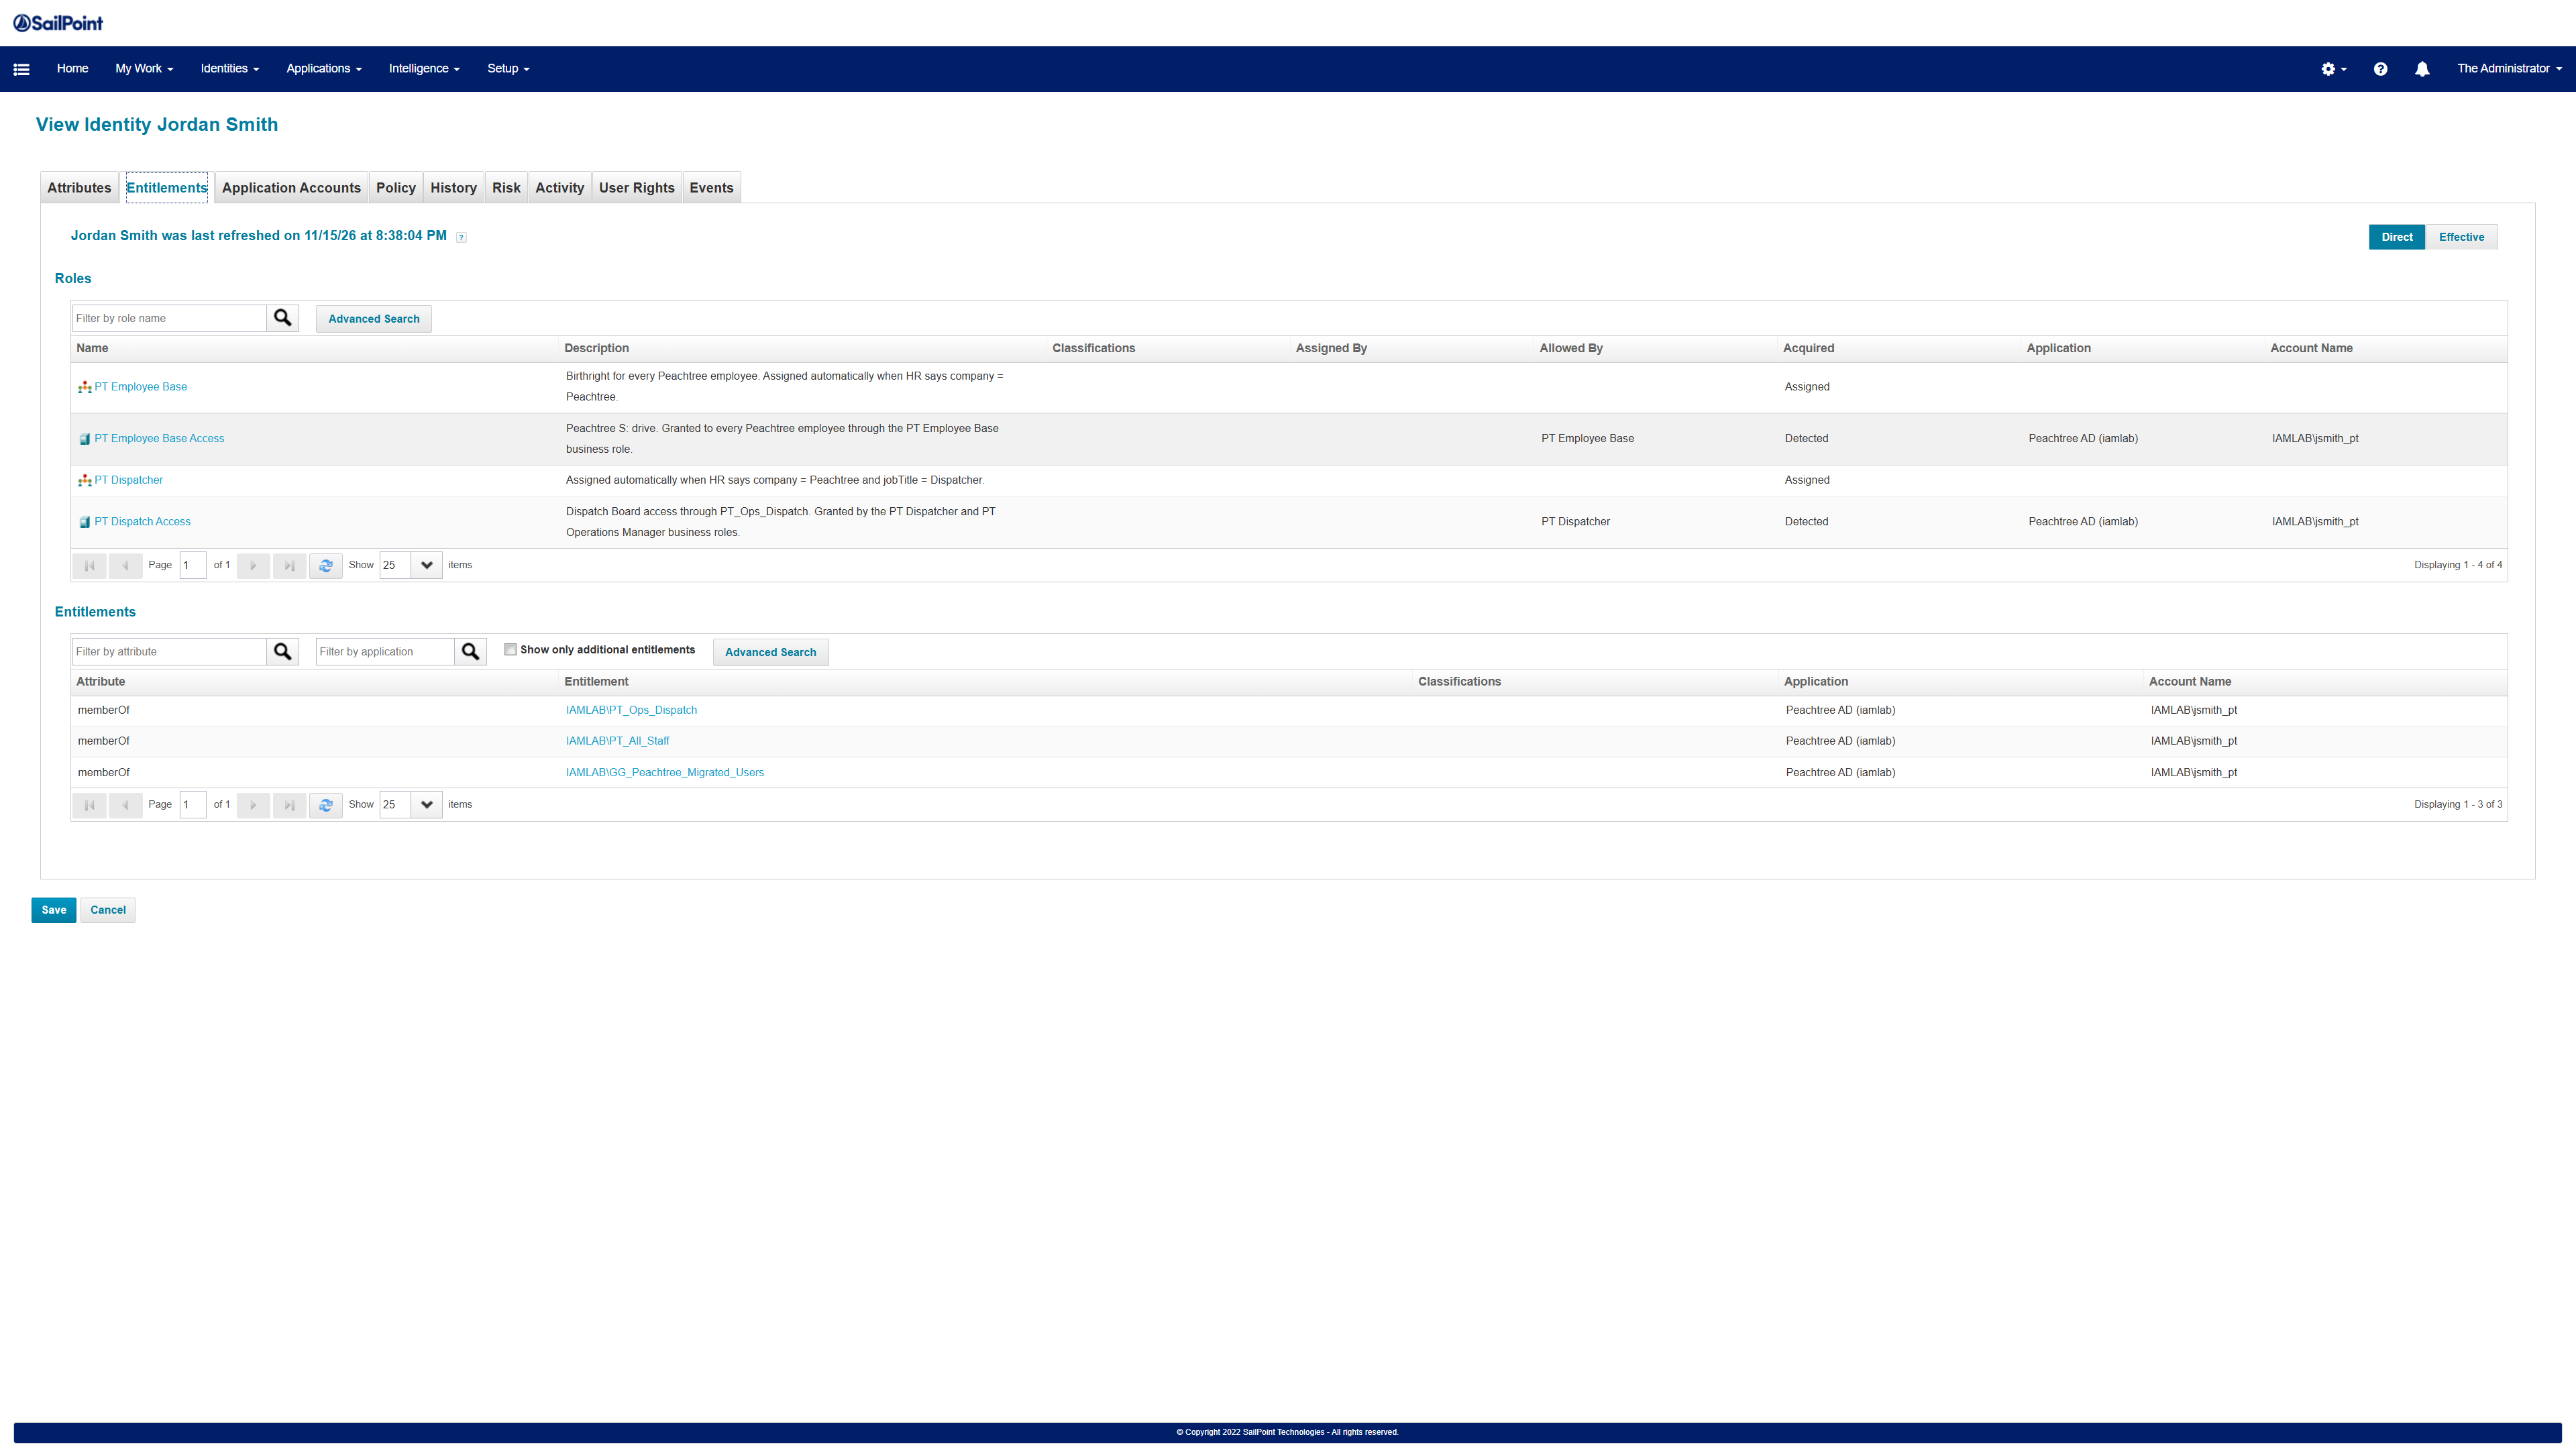 SailPoint
Home My Work Identities Applications Intelligence Setup The Administrator
View Identity Jordan Smith
Attributes Entitlements Application Accounts Policy History Risk Activity User Rights Events
Jordan Smith was last refreshed on 11/15/26 at 8:38:04 PM ?
Direct Effective
Roles
Filter by role name Advanced Search
Name Description Classifications Assigned By Allowed By Acquired Application Account Name
PT Employee Base Birthright for every Peachtree employee. Assigned automatically when HR says company = Assigned
Peachtree.
PT Employee Base Access Peachtree S: drive. Granted to every Peachtree employee through the PT Employee Base PT Employee Base Detected Peachtree AD (iamlab) IAMLAB\jsmith_pt
business role.
PT Dispatcher Assigned automatically when HR says company = Peachtree and jobTitle = Dispatcher. Assigned
PT Dispatch Access Dispatch Board access through PT_Ops_Dispatch. Granted by the PT Dispatcher and PT PT Dispatcher Detected Peachtree AD (iamlab) IAMLAB\jsmith_pt
Operations Manager business roles.
Page 1 of 1 Show 25 items Displaying 1 - 4 of 4
Entitlements
Filter by attribute Filter by application Show only additional entitlements Advanced Search
Attribute Entitlement Classifications Application Account Name
memberOf IAMLAB\PT_Ops_Dispatch Peachtree AD (iamlab) IAMLAB\jsmith_pt
memberOf IAMLAB\PT_All_Staff Peachtree AD (iamlab) IAMLAB\jsmith_pt
memberOf IAMLAB\GG_Peachtree_Migrated_Users Peachtree AD (iamlab) IAMLAB\jsmith_pt
Page 1 of 1 Show 25 items Displaying 1 - 3 of 3
Save Cancel
© Copyright 2022 SailPoint Technologies - All rights reserved.